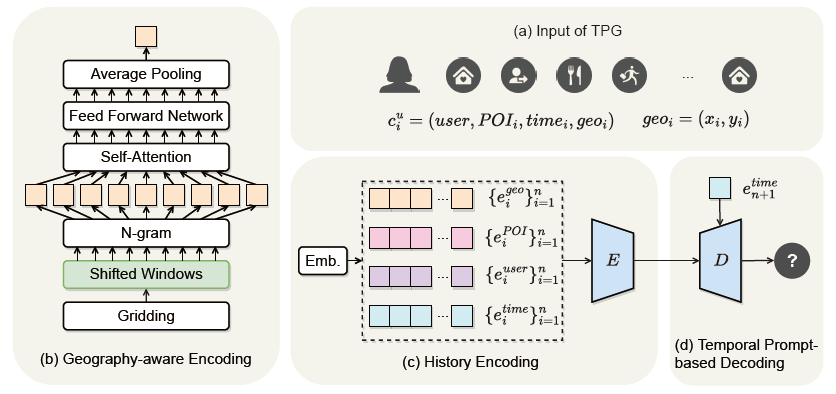 (a) Input of TPG
...
c_i^u = (user, POI_i, time_i, geo_i)
geo_i = (x_i, y_i)
Average Pooling
Feed Forward Network
Self-Attention
N-gram
Shifted Windows
Gridding
(b) Geography-aware Encoding
Emb.
... {e_i^{geo}}_{i=1}^n
... {e_i^{POI}}_{i=1}^n
... {e_i^{user}}_{i=1}^n
... {e_i^{time}}_{i=1}^n
E
(c) History Encoding
e_{n+1}^{time}
D
?
(d) Temporal Prompt-
based Decoding